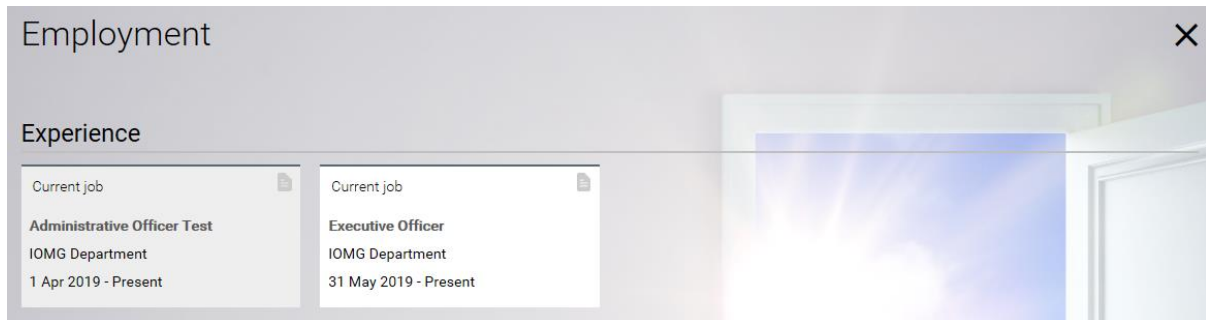 Employment
Experience
Current job
Administrative Officer Test
IOMG Department
1 Apr 2019 - Present
Current job
Executive Officer
IOMG Department
31 May 2019 - Present